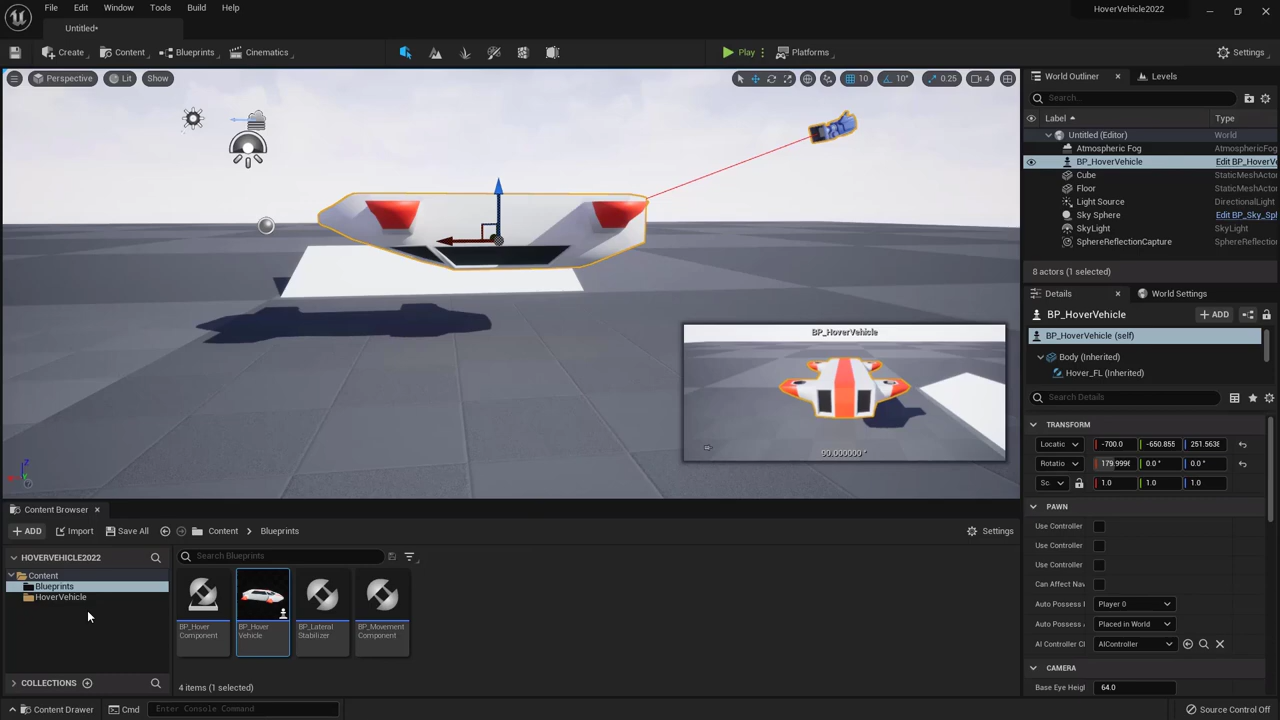 File Edit Window Tools Build Help
HoverVehicle2022
Untitled*
Create Content Blueprints Cinematics Play Platforms Settings
Perspective Lit Show 10 10° 0.25 4
World Outliner Levels
Search...
Label Type
Untitled (Editor) World
Atmospheric Fog AtmosphericFog
BP_HoverVehicle Edit BP_HoverV
Cube StaticMeshActor
Floor StaticMeshActor
Light Source DirectionalLight
Sky Sphere Edit BP_Sky_Sph
SkyLight SkyLight
SphereReflectionCapture SphereReflection
8 actors (1 selected)
Details World Settings
BP_HoverVehicle ADD
BP_HoverVehicle (self)
Body (Inherited)
Hover_FL (Inherited)
Search Details
TRANSFORM
Locatic -700.0 -650.855 251.5638
Rotatio 179.9996 0.0° 0.0°
Sc. 1.0 1.0 1.0
PAWN
Use Controller
Use Controller
Use Controller
Can Affect Nav
Auto Possess Player 0
Auto Possess Placed in World
AI Controller Cl AIController
CAMERA
Base Eye Heigh 64.0
BP_HoverVehicle
90.000000°
Content Browser
ADD Import Save All Content Blueprints Settings
HOVERVEHICLE2022
Search Blueprints
Content
Blueprints
HoverVehicle
BP_Hover Component
BP_Hover Vehicle
BP_Lateral Stabilizer
BP_Movement Component
COLLECTIONS
4 items (1 selected)
Content Drawer Cmd Enter Console Command Source Control Off